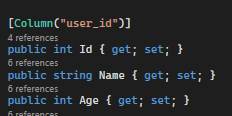 [Column("user_id")]
4 references
public int Id { get; set; }
6 references
public string Name { get; set; }
6 references
public int Age { get; set; }
6 references